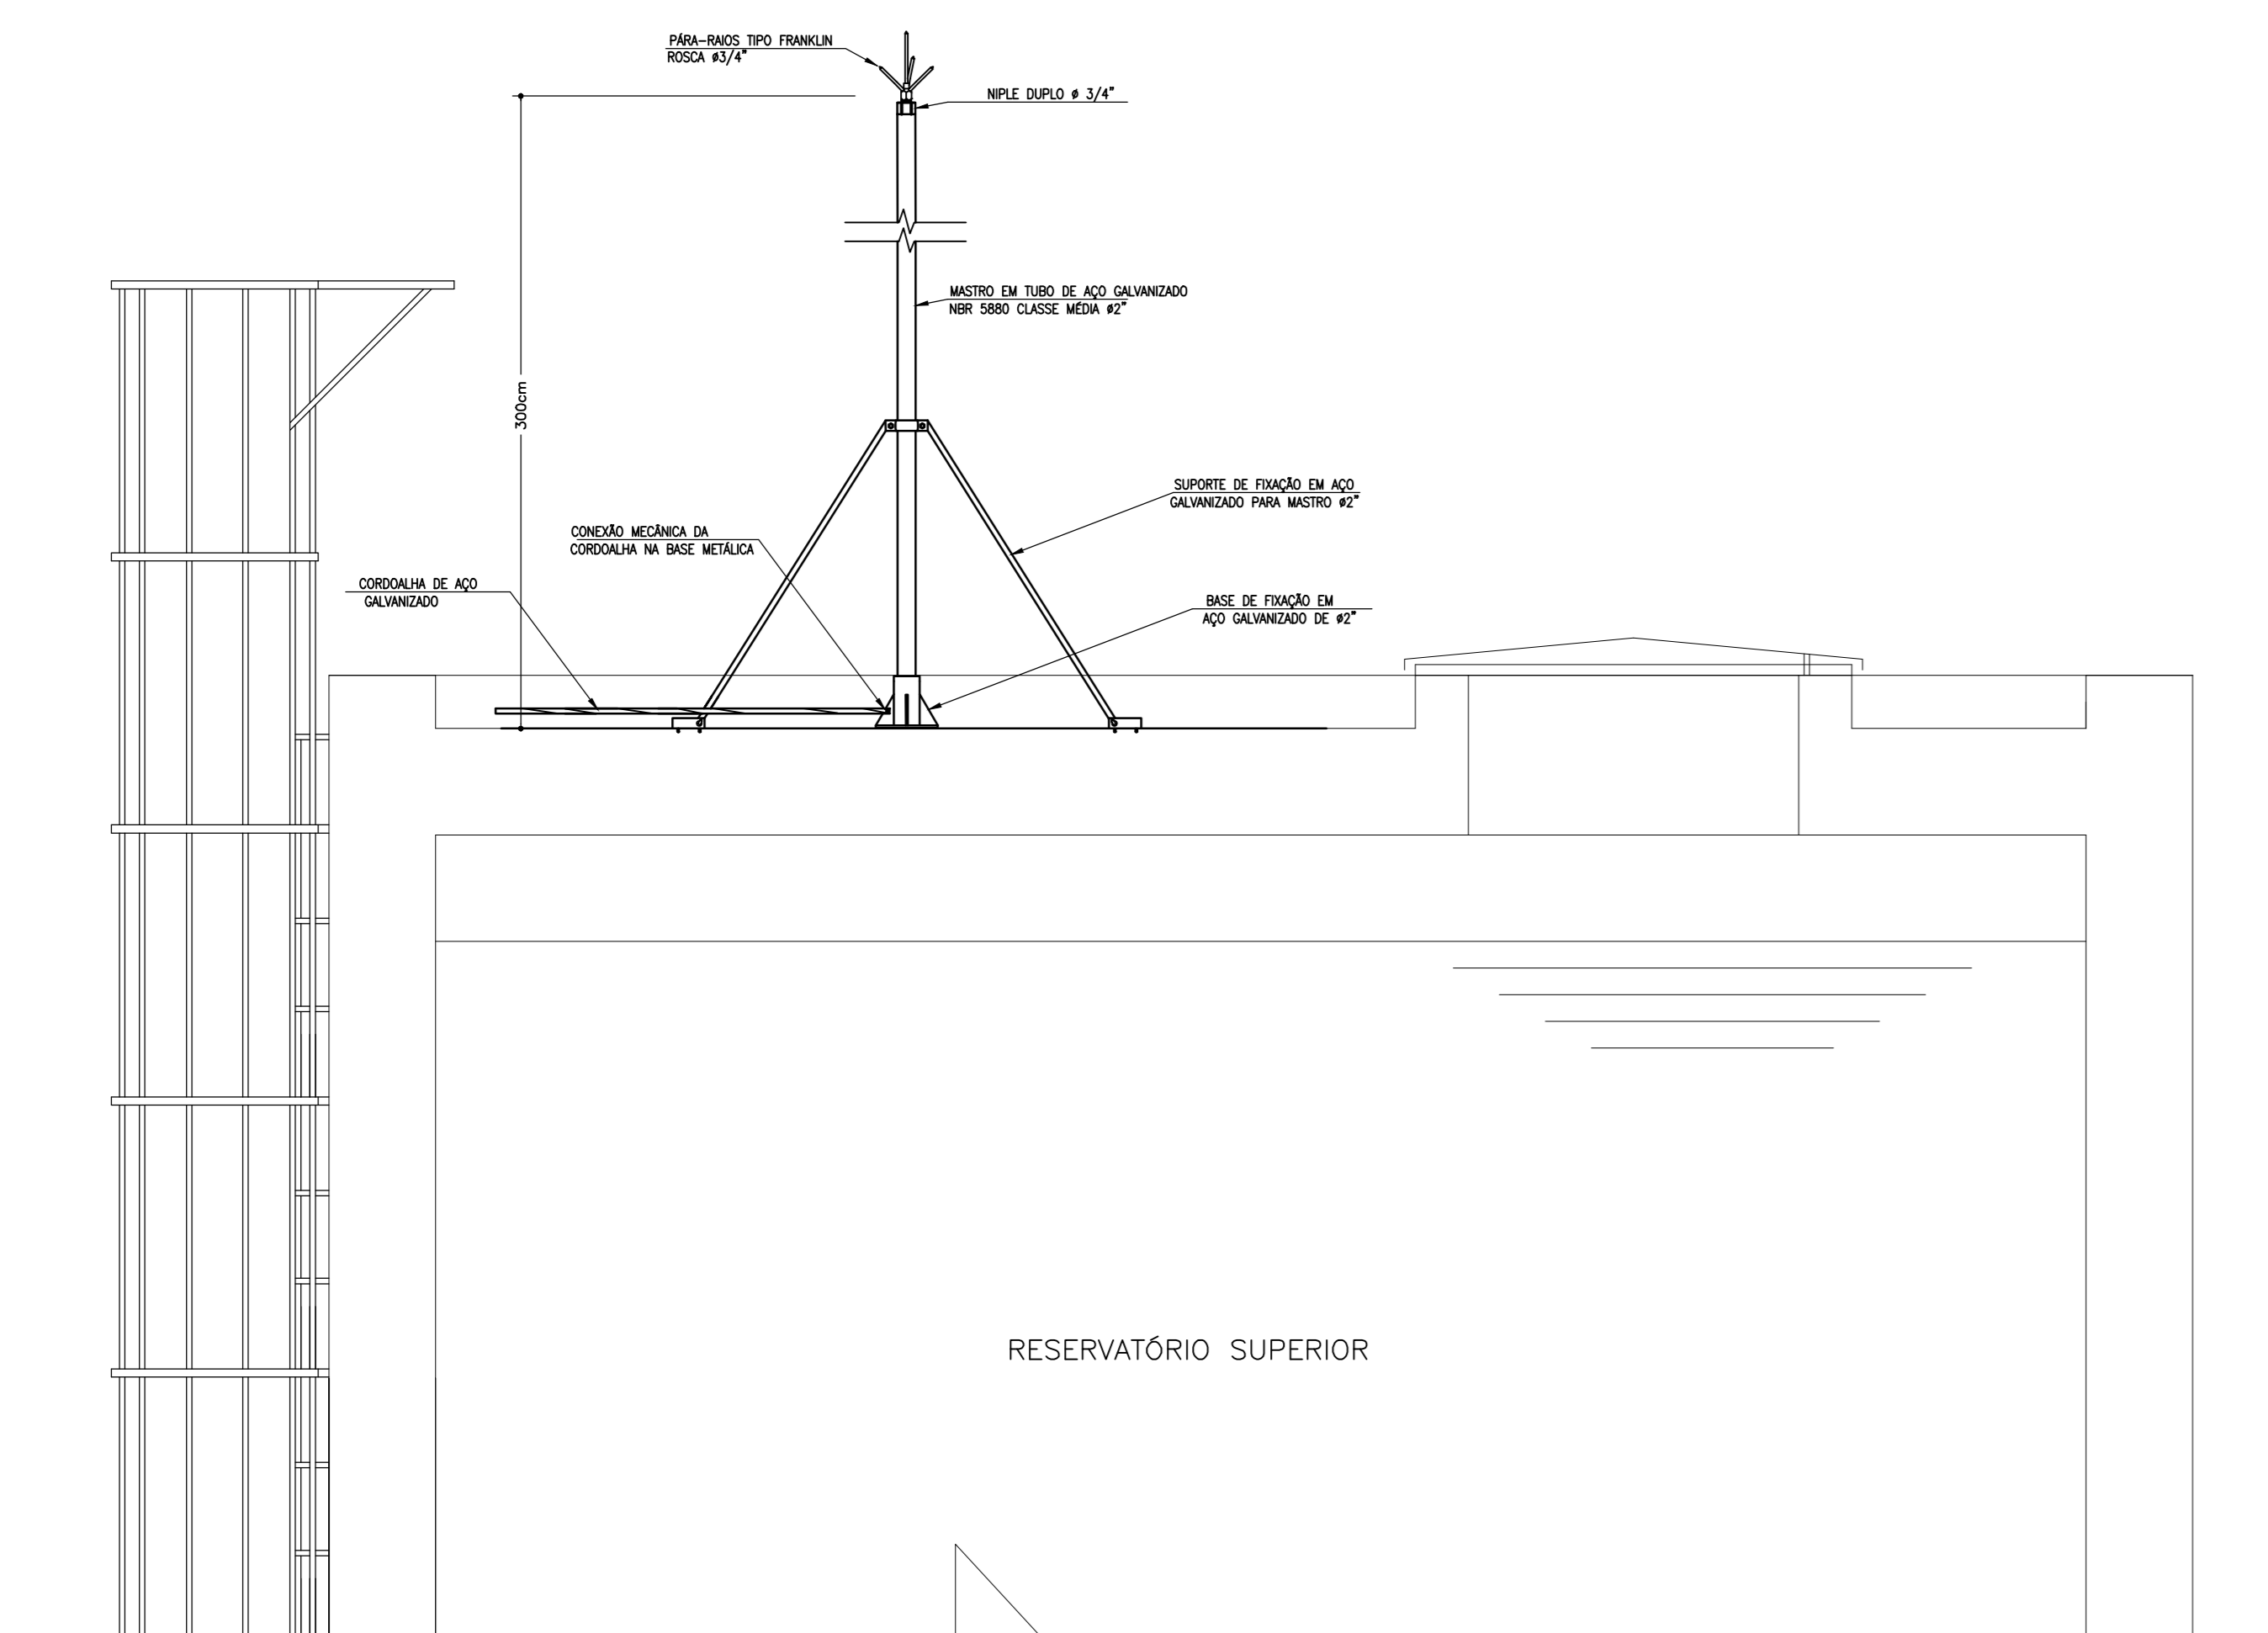 PÁRA-RAIOS TIPO FRANKLIN
ROSCA ø3/4"
NIPLE DUPLO ø 3/4"
MASTRO EM TUBO DE AÇO GALVANIZADO
NBR 5880 CLASSE MÉDIA ø2"
300cm
SUPORTE DE FIXAÇÃO EM AÇO
GALVANIZADO PARA MASTRO ø2"
CONEXÃO MECÂNICA DA
CORDOALHA NA BASE METÁLICA
CORDOALHA DE AÇO
GALVANIZADO
BASE DE FIXAÇÃO EM
AÇO GALVANIZADO DE ø2"
RESERVATÓRIO SUPERIOR